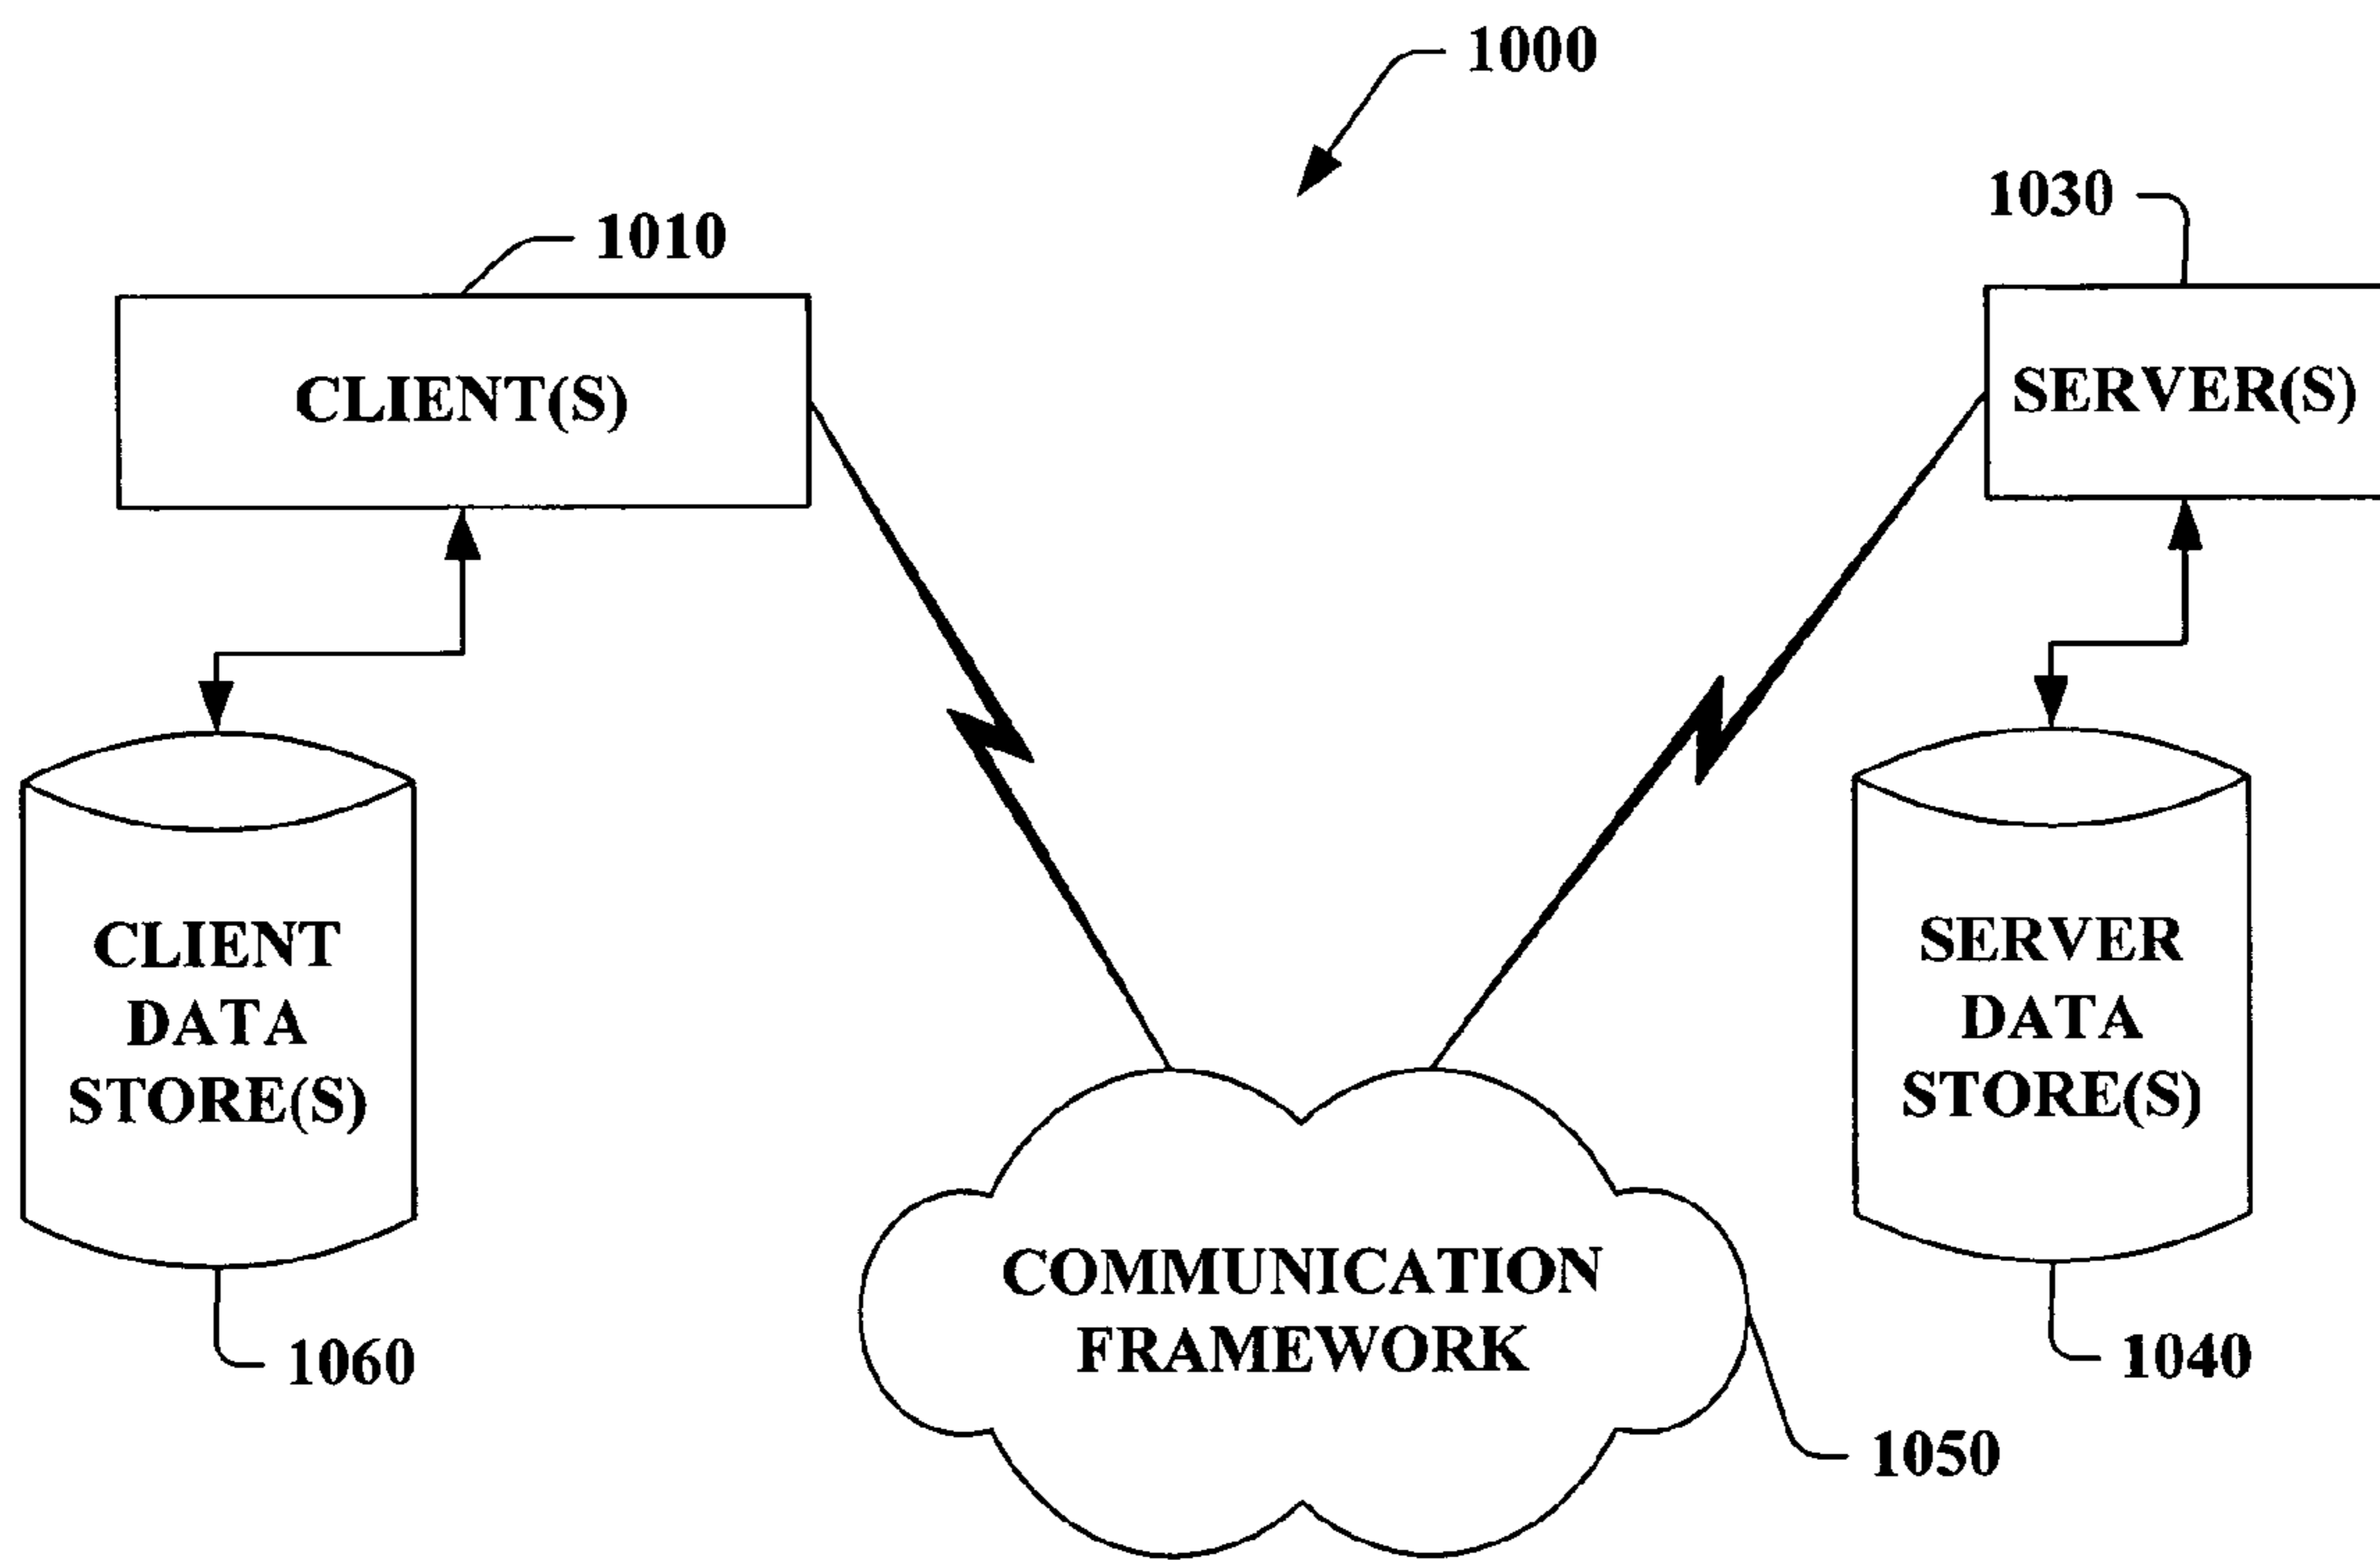 1000
1010
1030
CLIENT(S)
SERVER(S)
CLIENT
DATA
STORE(S)
SERVER
DATA
STORE(S)
COMMUNICATION
FRAMEWORK
1060
1040
1050